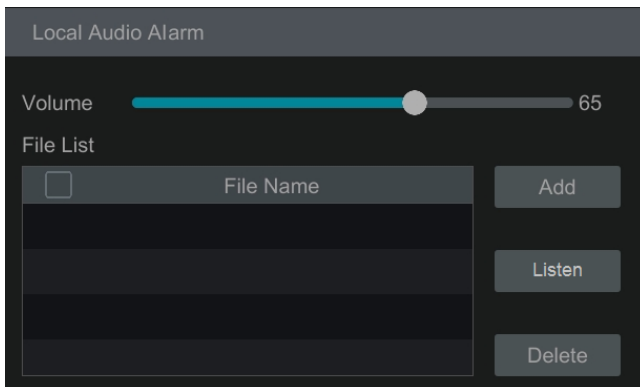 Local Audio Alarm
Volume 65
File List
File Name Add
Listen
Delete